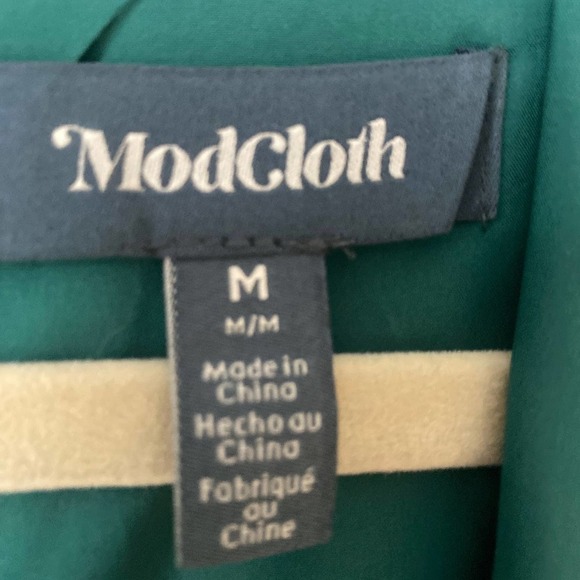 ModCloth
M
M/M
Made in
China
Hecho au
China
Fabriqué
au
Chine